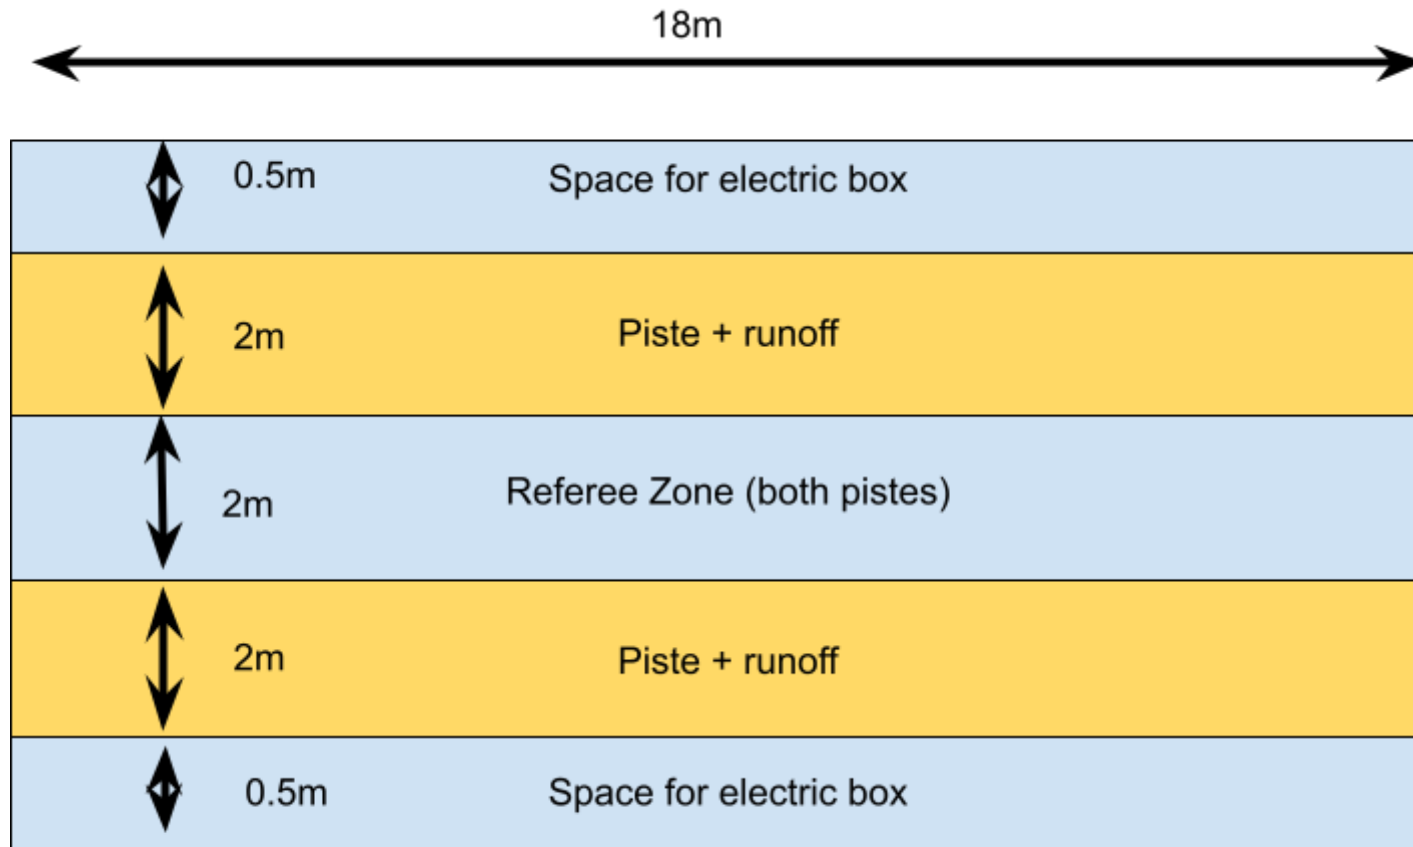 18m
0.5m Space for electric box
2m Piste + runoff
2m Referee Zone (both pistes)
2m Piste + runoff
0.5m Space for electric box